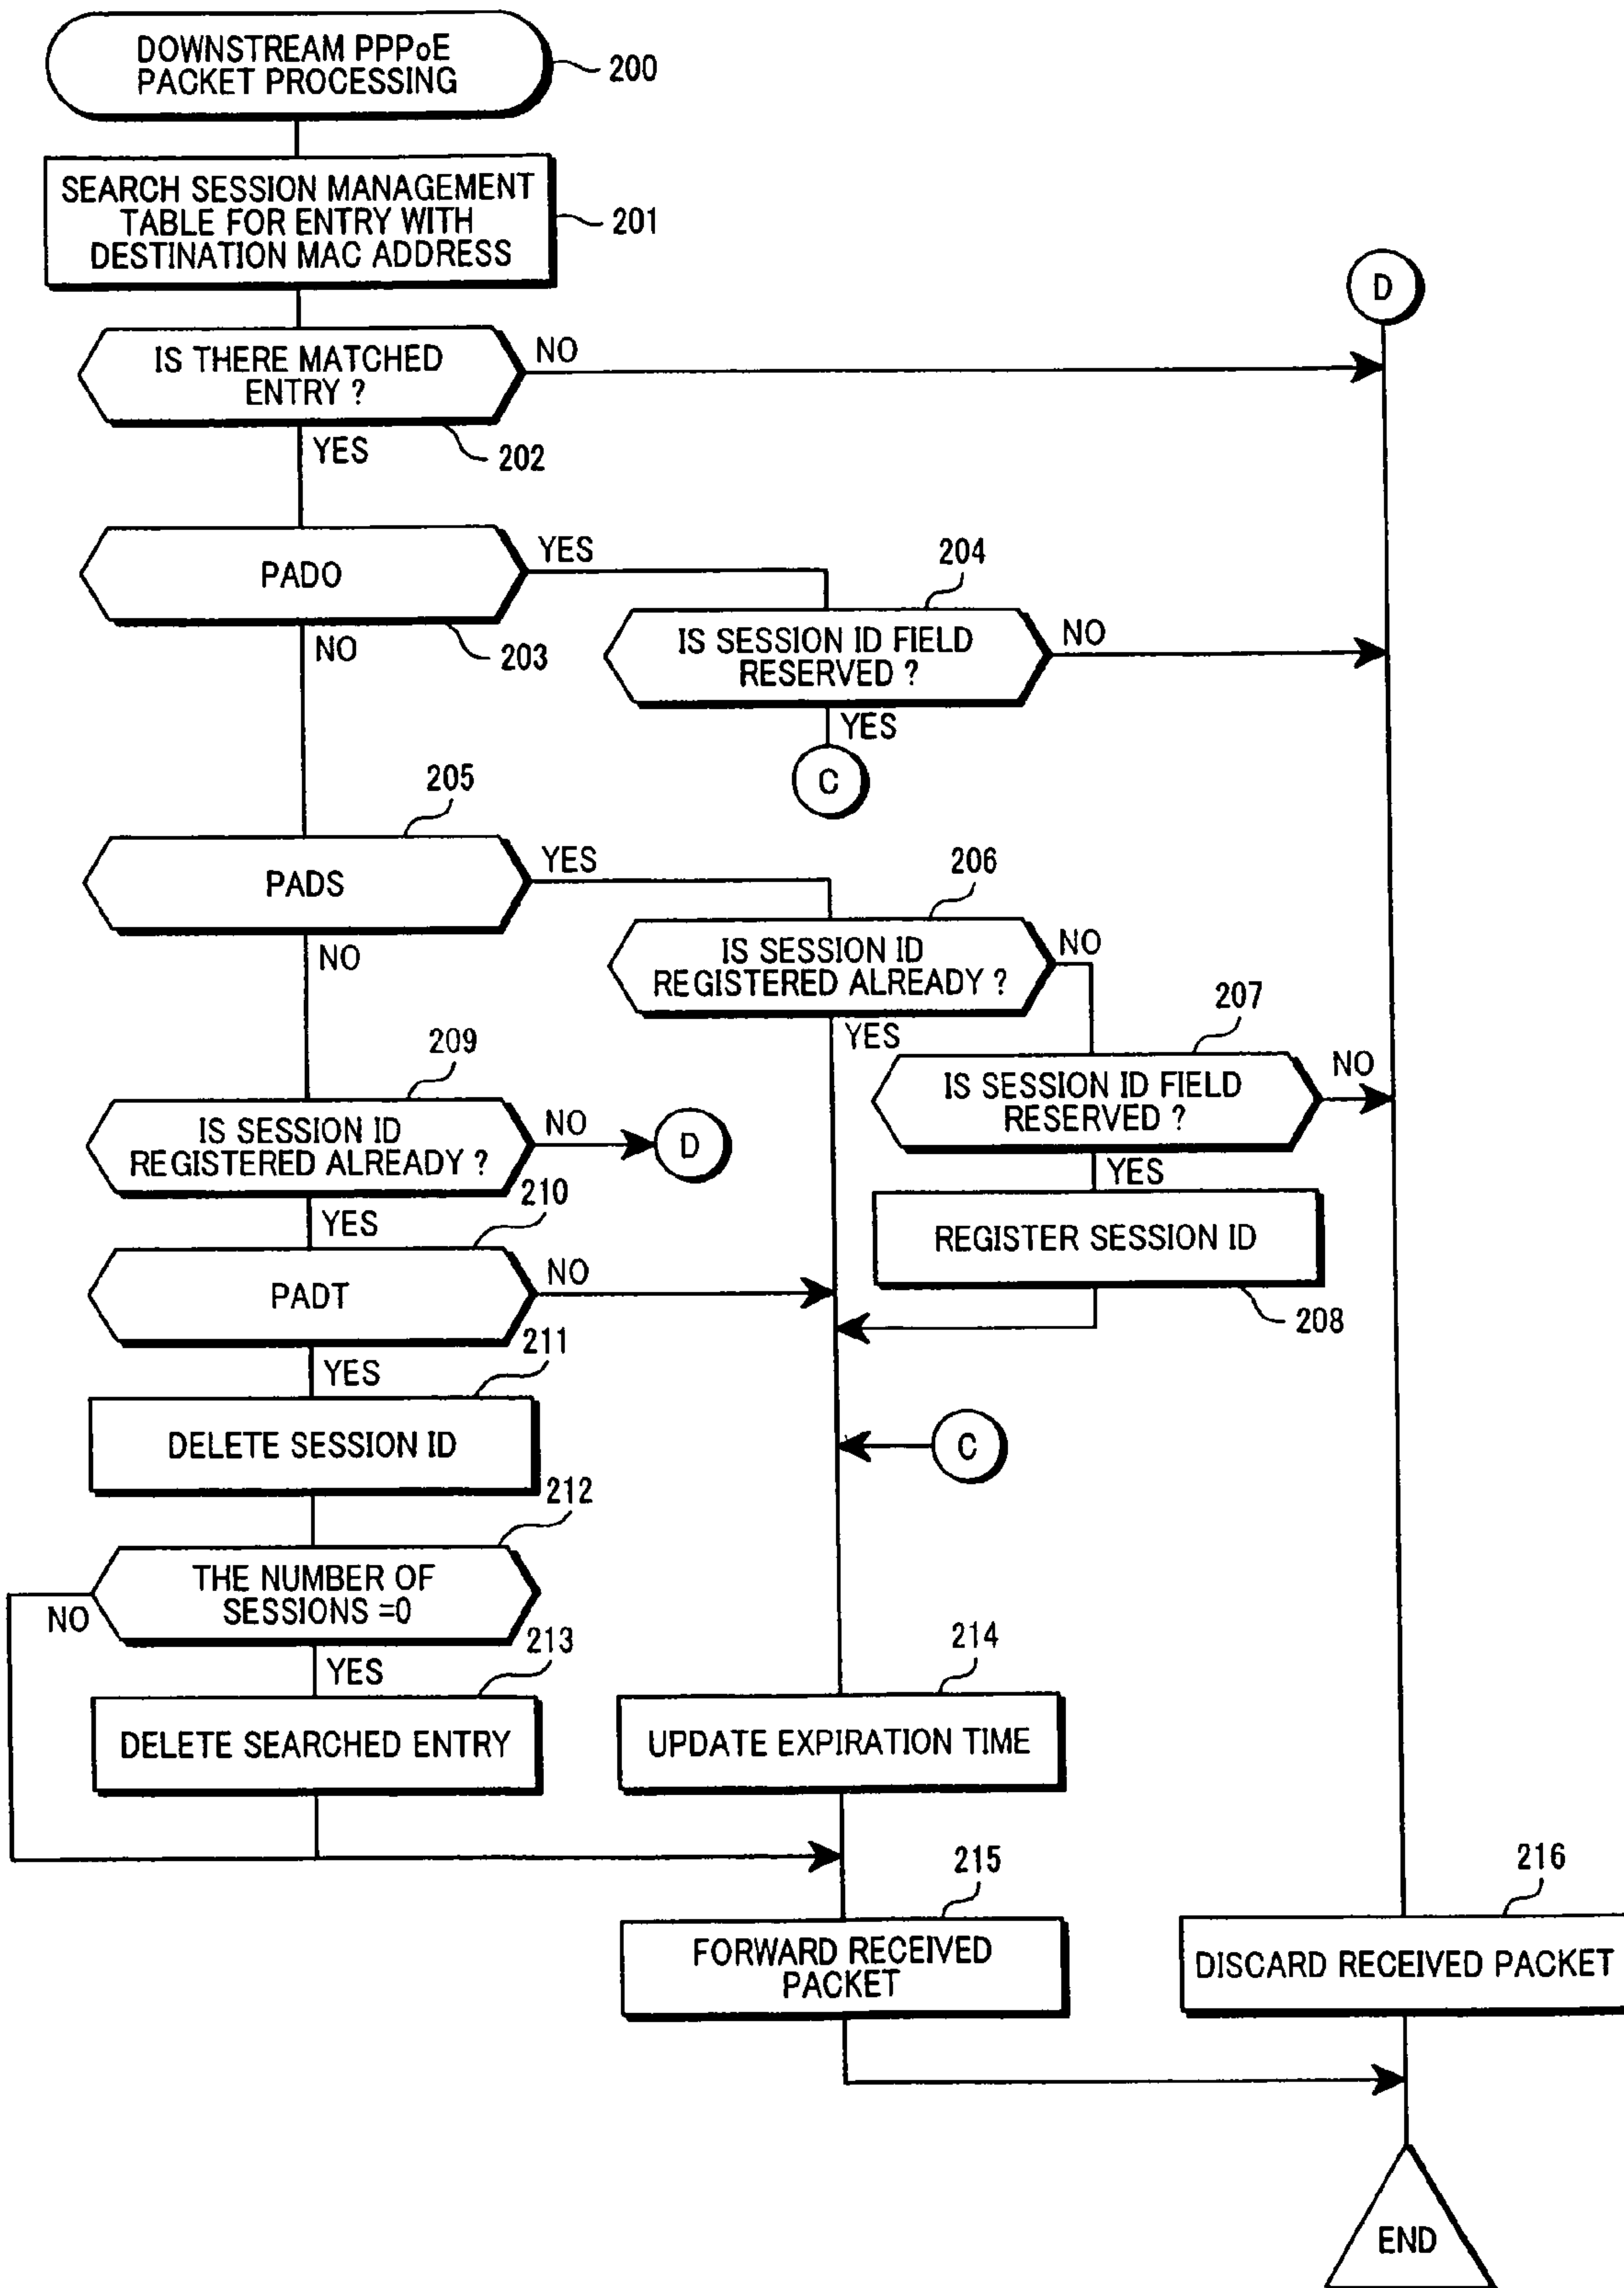 DOWNSTREAM PPPoE
PACKET PROCESSING
200
SEARCH SESSION MANAGEMENT
TABLE FOR ENTRY WITH
DESTINATION MAC ADDRESS
201
D
IS THERE MATCHED
ENTRY ?
NO
YES
202
PADO
YES
NO
203
204
IS SESSION ID FIELD
RESERVED ?
NO
YES
C
205
PADS
YES
NO
206
IS SESSION ID
REGISTERED ALREADY ?
NO
YES
207
IS SESSION ID FIELD
RESERVED ?
NO
YES
REGISTER SESSION ID
208
209
IS SESSION ID
REGISTERED ALREADY ?
NO
D
YES
210
PADT
NO
YES
211
DELETE SESSION ID
C
212
THE NUMBER OF
SESSIONS =0
NO
YES
213
DELETE SEARCHED ENTRY
214
UPDATE EXPIRATION TIME
215
FORWARD RECEIVED
PACKET
216
DISCARD RECEIVED PACKET
END